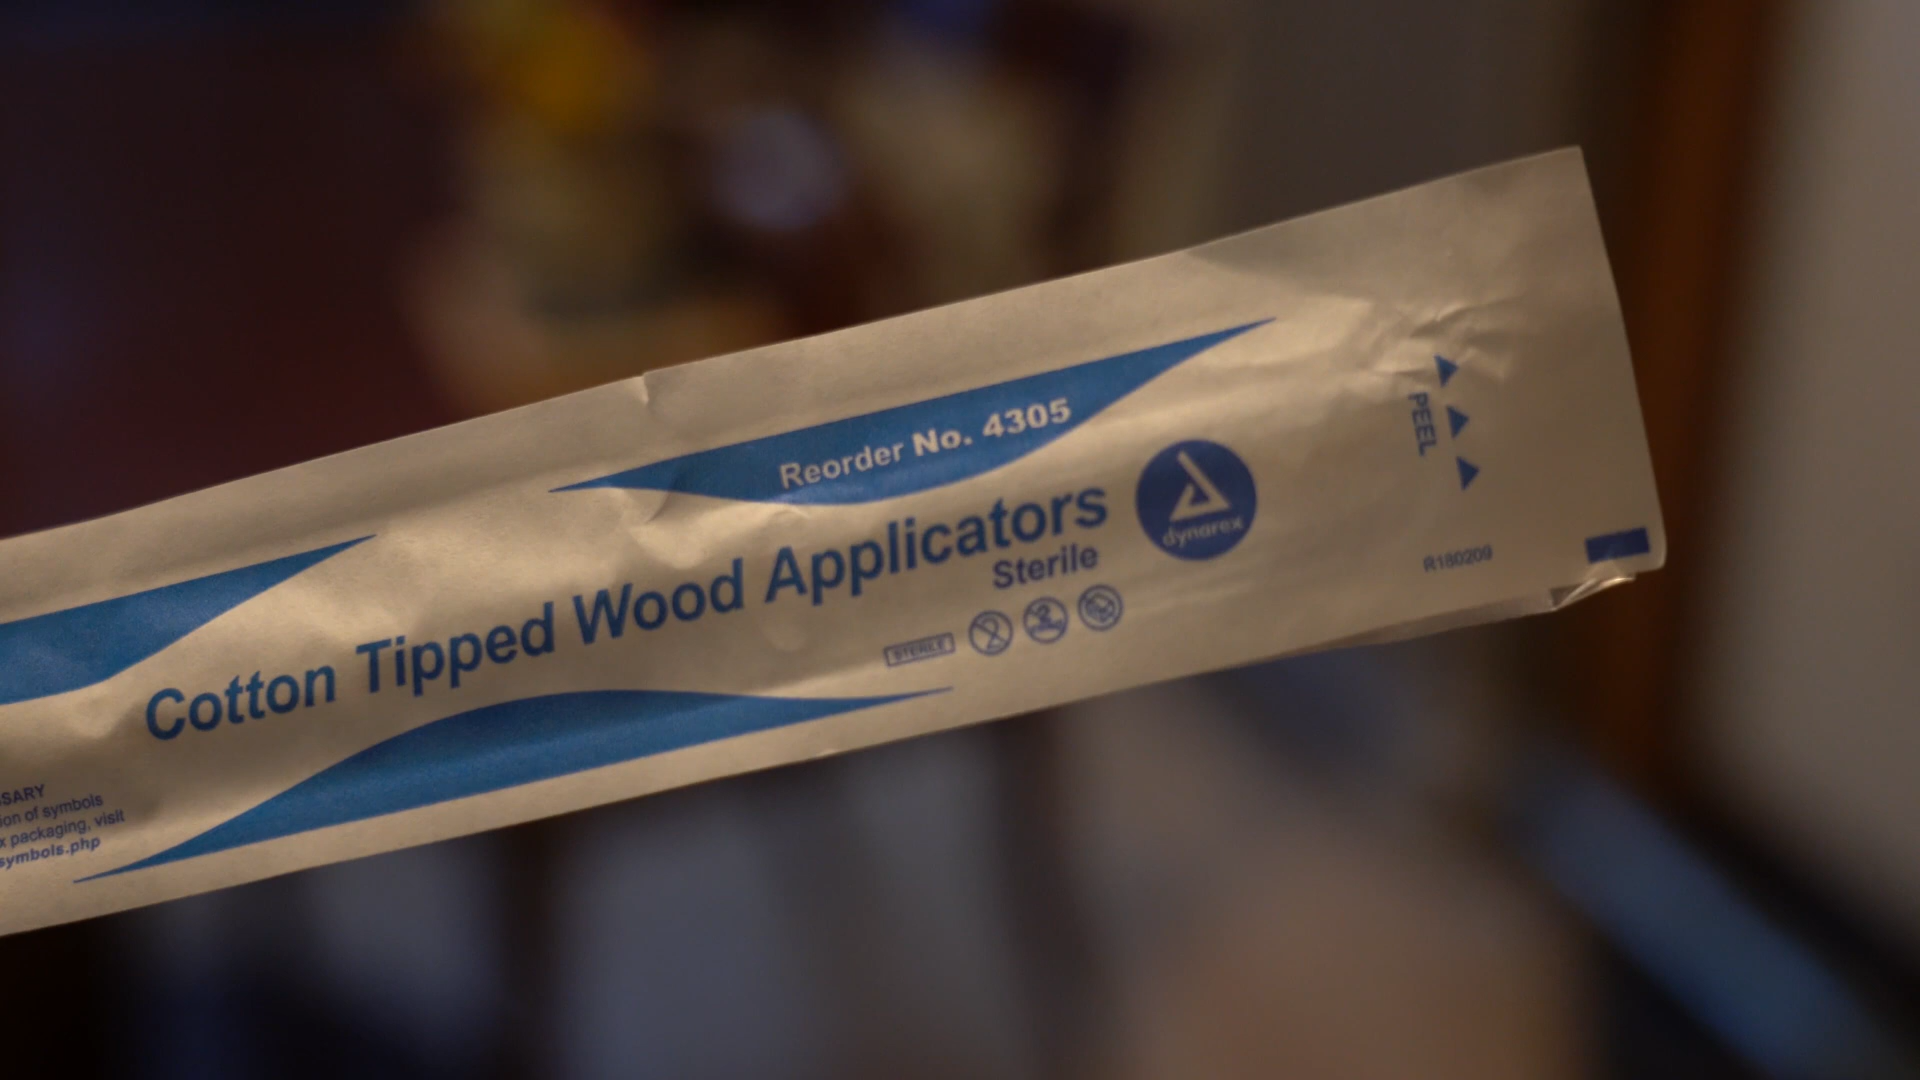 Reorder No. 4305
Cotton Tipped Wood Applicators
Sterile
dynarex
STERILE
2
PEEL
R180209
SARY
ion of symbols
x packaging, visit
symbols.php